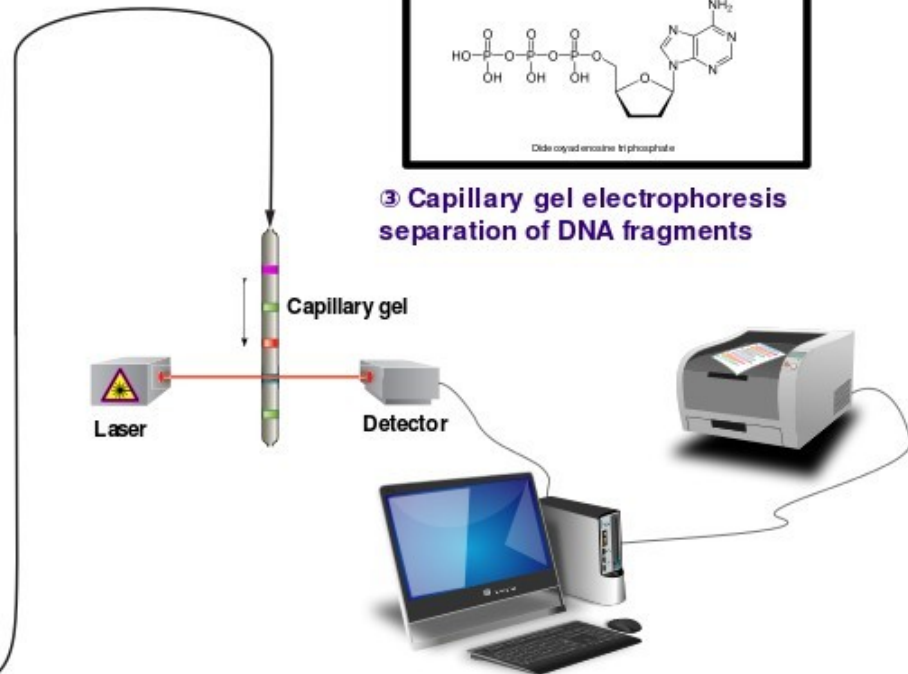 NH₂
N
N
N
N
O
O
O
HO-P-O-P-O-P-O
OH
OH
OH
O
Dideoxyadenosine triphosphate
③ Capillary gel electrophoresis
separation of DNA fragments
Capillary gel
Laser
Detector